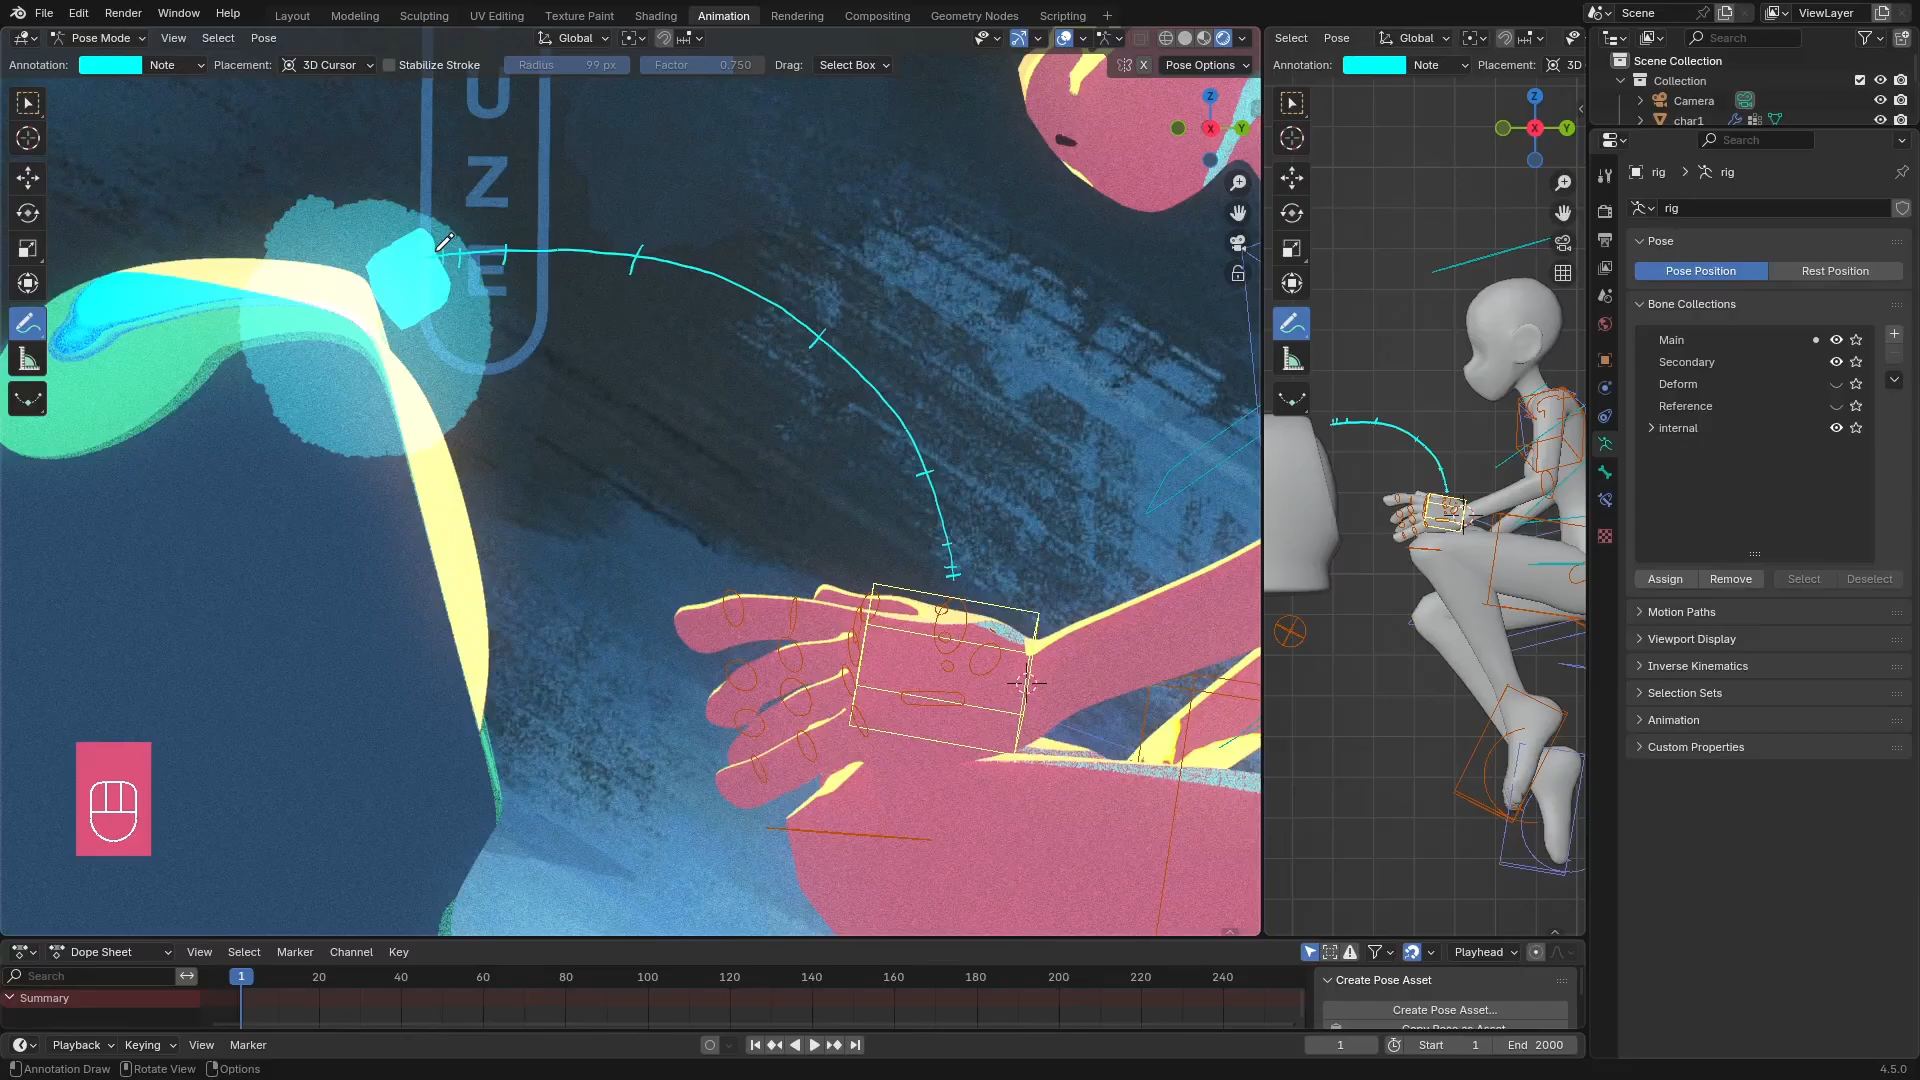 File Edit Render Window Help Layout Modeling Sculpting UV Editing Texture Paint Shading Animation Rendering Compositing Geometry Nodes Scripting + Scene ViewLayer
Pose Mode View Select Pose Global Select Pose Global Search
Annotation: Note Placement: 3D Cursor Stabilize Stroke Radius 99 px Factor 0.750 Drag: Select Box X Pose Options Annotation: Note Placement: 3D
Scene Collection
Collection
Camera
char1
Search
rig > rig
rig
Pose
Pose Position Rest Position
Bone Collections
Main
Secondary
Deform
Reference
internal
Assign Remove Select Deselect
Motion Paths
Viewport Display
Inverse Kinematics
Selection Sets
Animation
Custom Properties
U
Z
E
Z
X
Y
Z
X
Y
Dope Sheet View Select Marker Channel Key Playhead
Search 1 20 40 60 80 100 120 140 160 180 200 220 240 Create Pose Asset
Summary
Create Pose Asset...
Copy Pose as Asset
Playback Keying View Marker 1 Start 1 End 2000
Annotation Draw Rotate View Options 4.5.0